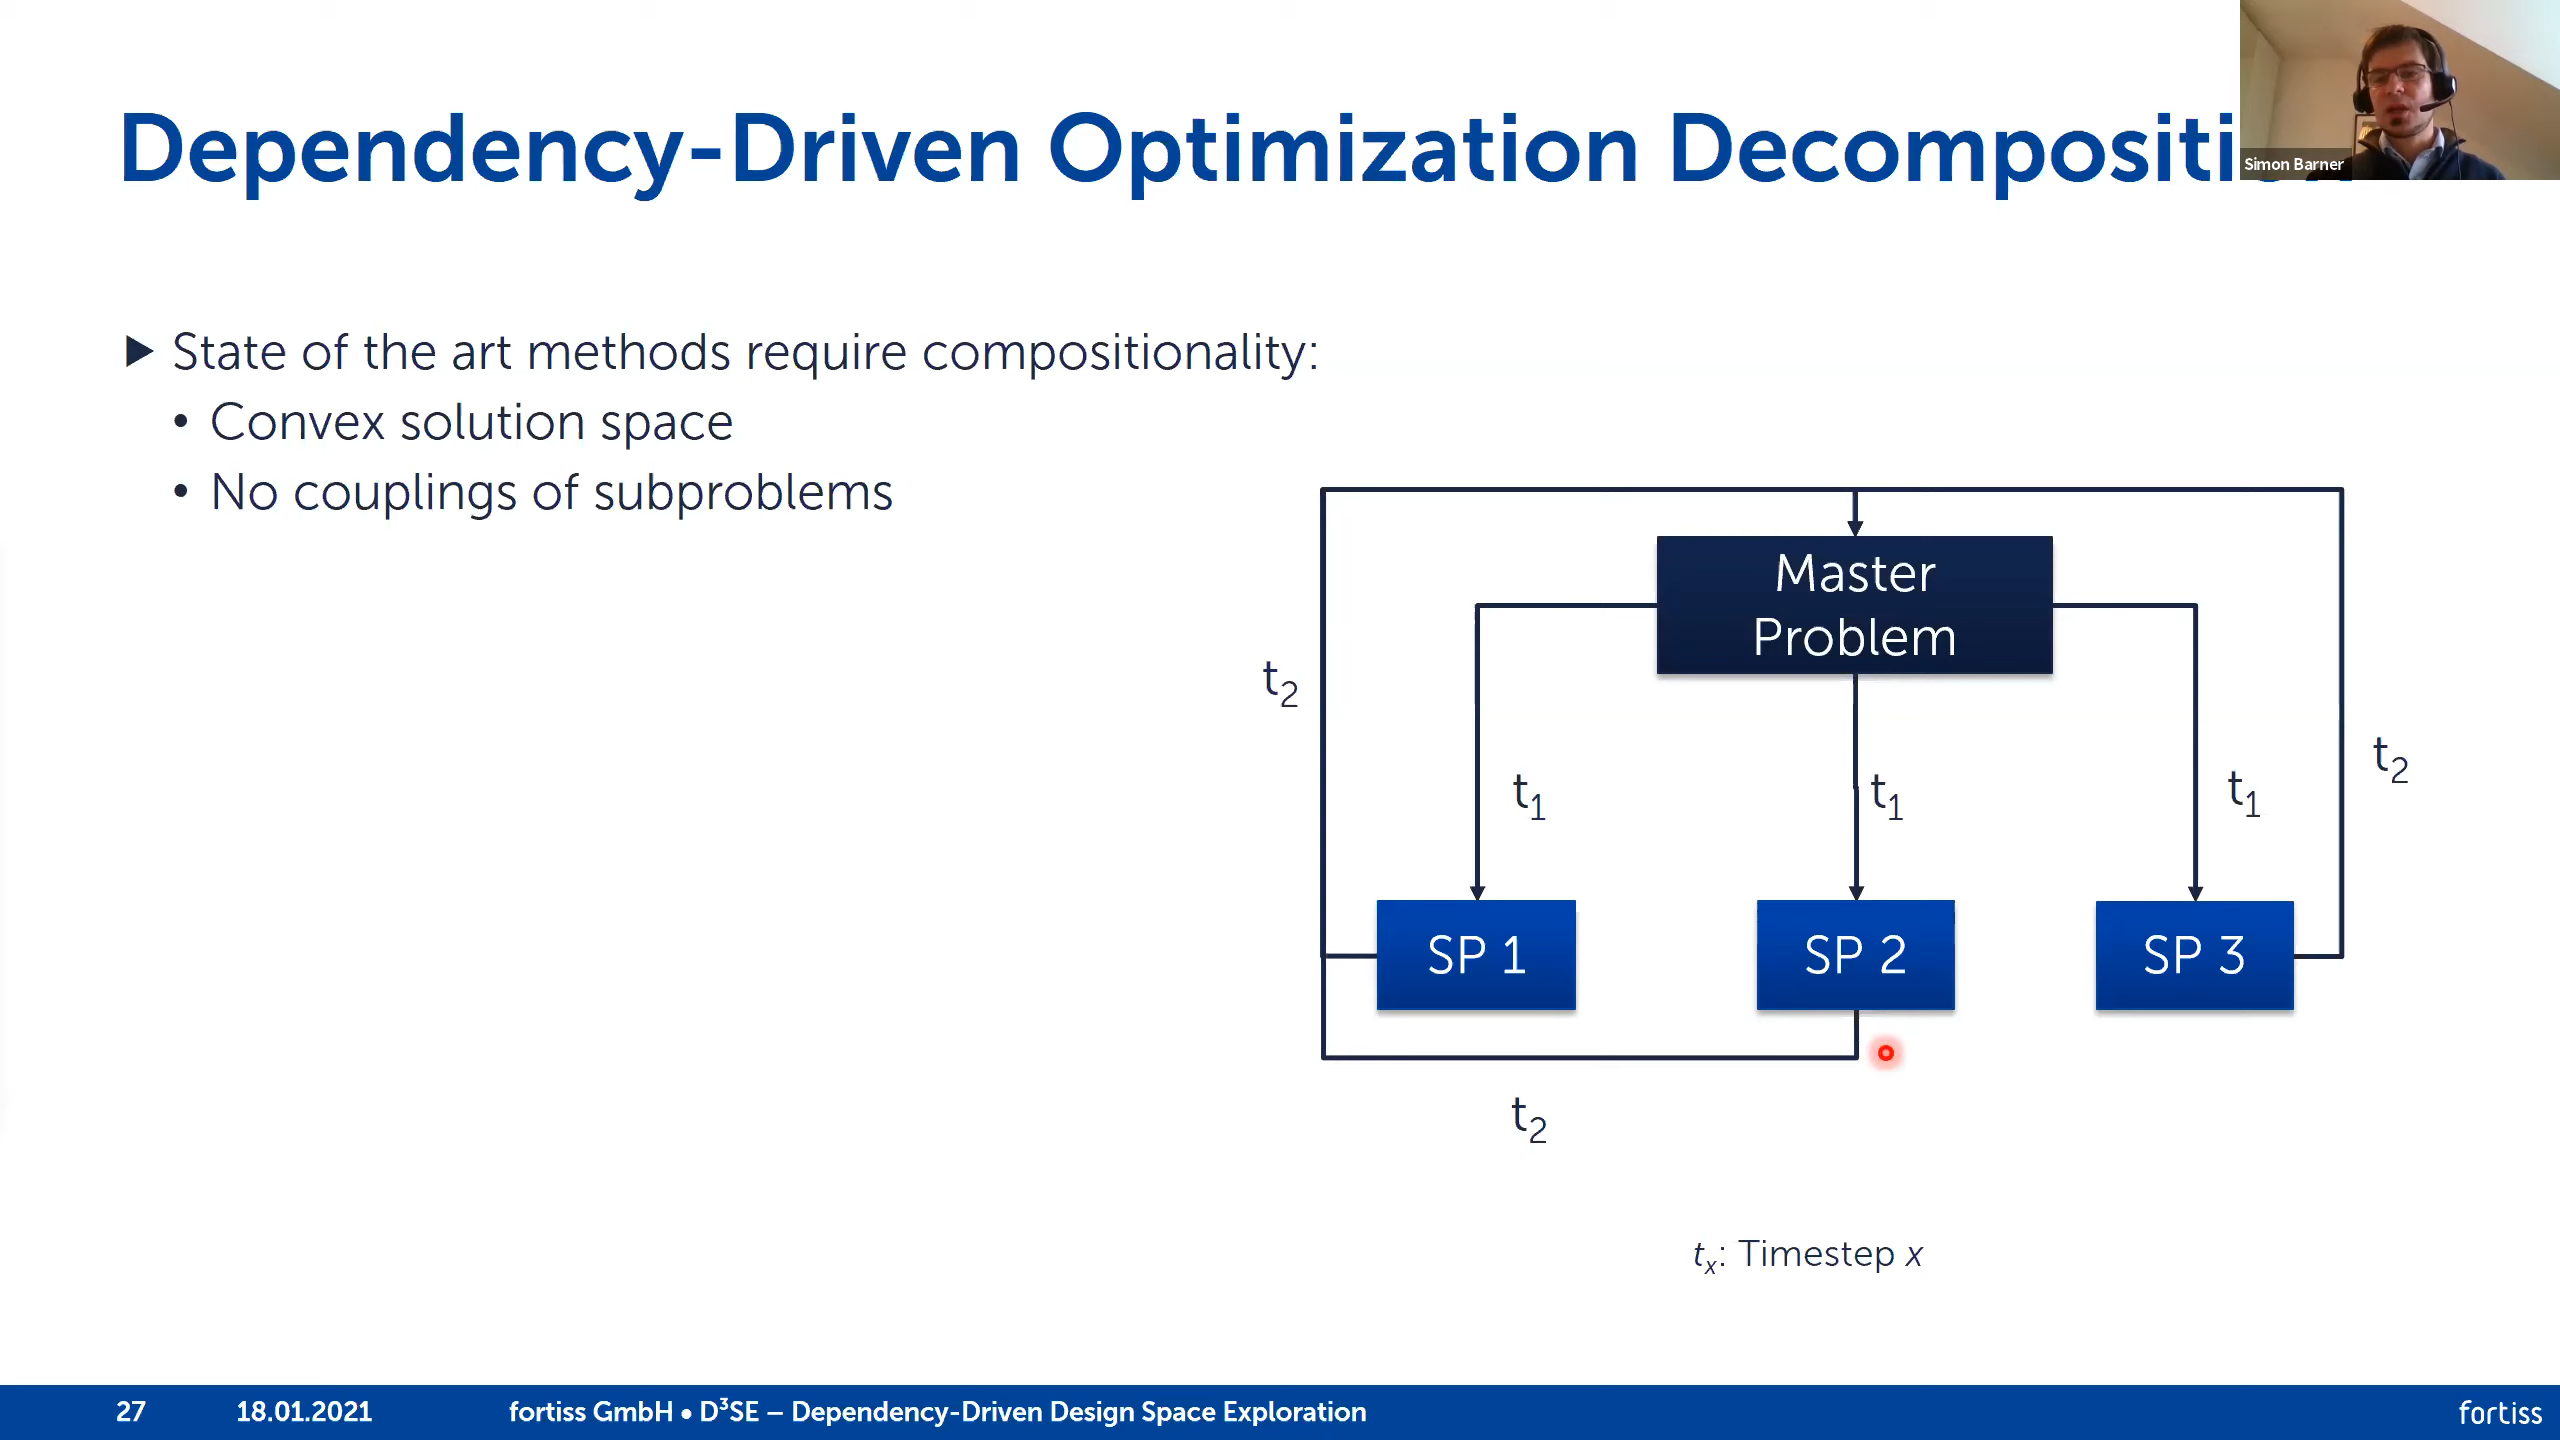 Dependency-Driven Optimization Decompositi
Simon Barner
▶ State of the art methods require compositionality:
• Convex solution space
• No couplings of subproblems
Master
Problem
t2
t2
t1
t1
t1
SP 1
SP 2
SP 3
t2
tx: Timestep x
27
18.01.2021
fortiss GmbH • D³SE – Dependency-Driven Design Space Exploration
fortiss